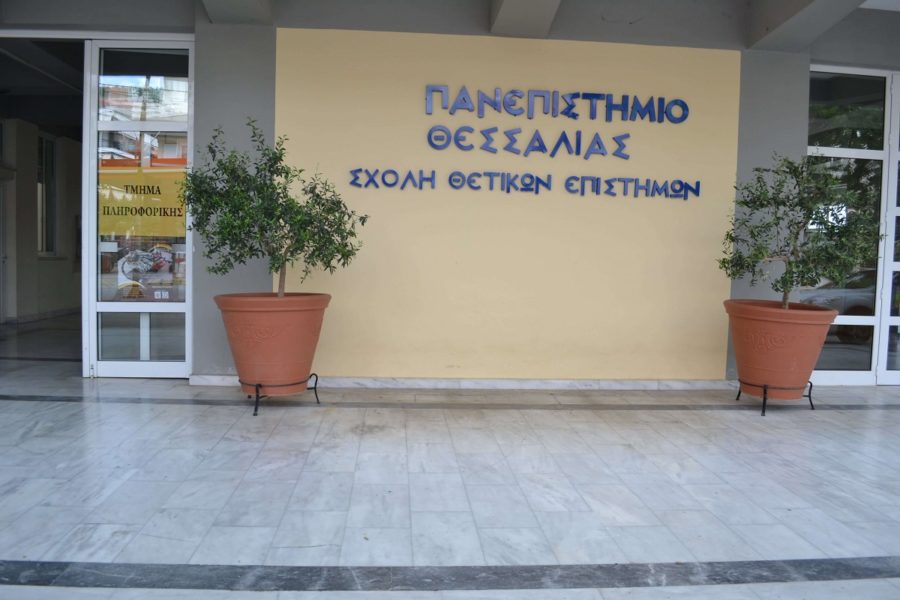 ΠΑΝΕΠΙΣΤΗΜΙΟ
ΘΕΣΣΑΛΙΑΣ
ΣΧΟΛΗ ΘΕΤΙΚΩΝ ΕΠΙΣΤΗΜΩΝ
ΤΜΗΜΑ
ΠΛΗΡΟΦΟΡΙΚΗΣ